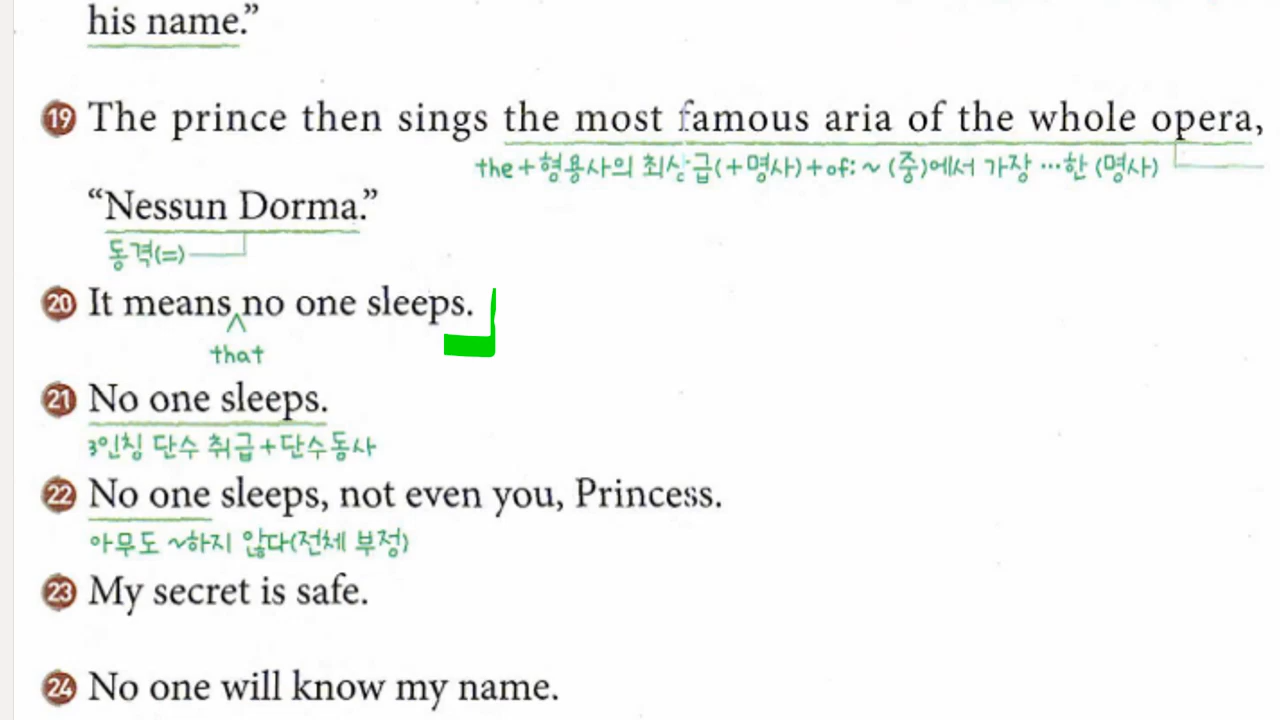 his name.”
19 The prince then sings the most famous aria of the whole opera,
the+형용사의 최상급(+명사)+of: ~ (중)에서 가장 …한 (명사)
“Nessun Dorma.”
동격(=)
20 It means no one sleeps.
that
21 No one sleeps.
3인칭 단수 취급+단수동사
22 No one sleeps, not even you, Princess.
아무도 ~하지 않다(전체 부정)
23 My secret is safe.
24 No one will know my name.